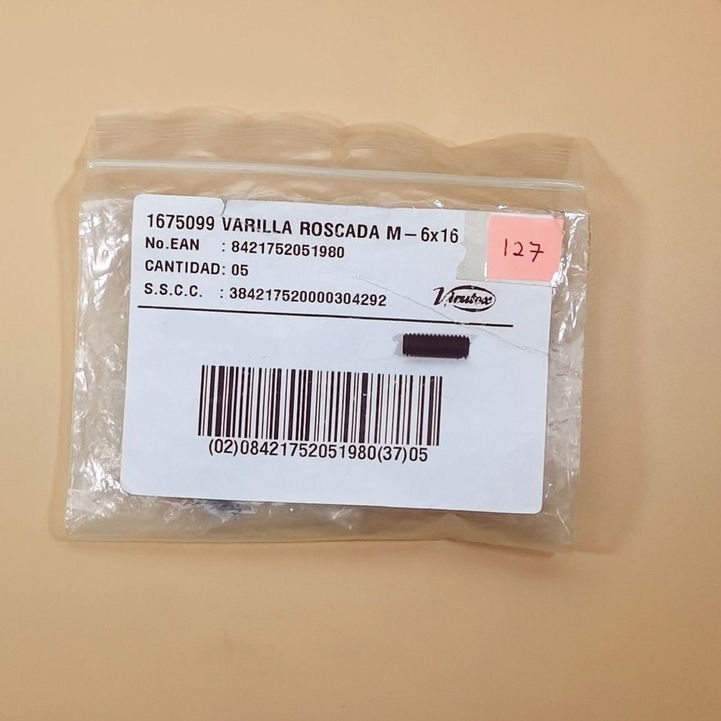 1675099 VARILLA ROSCADA M-6x16
127
No.EAN : 8421752051980
CANTIDAD: 05
S.S.C.C. : 384217520000304292
Virutex
(02)08421752051980(37)05